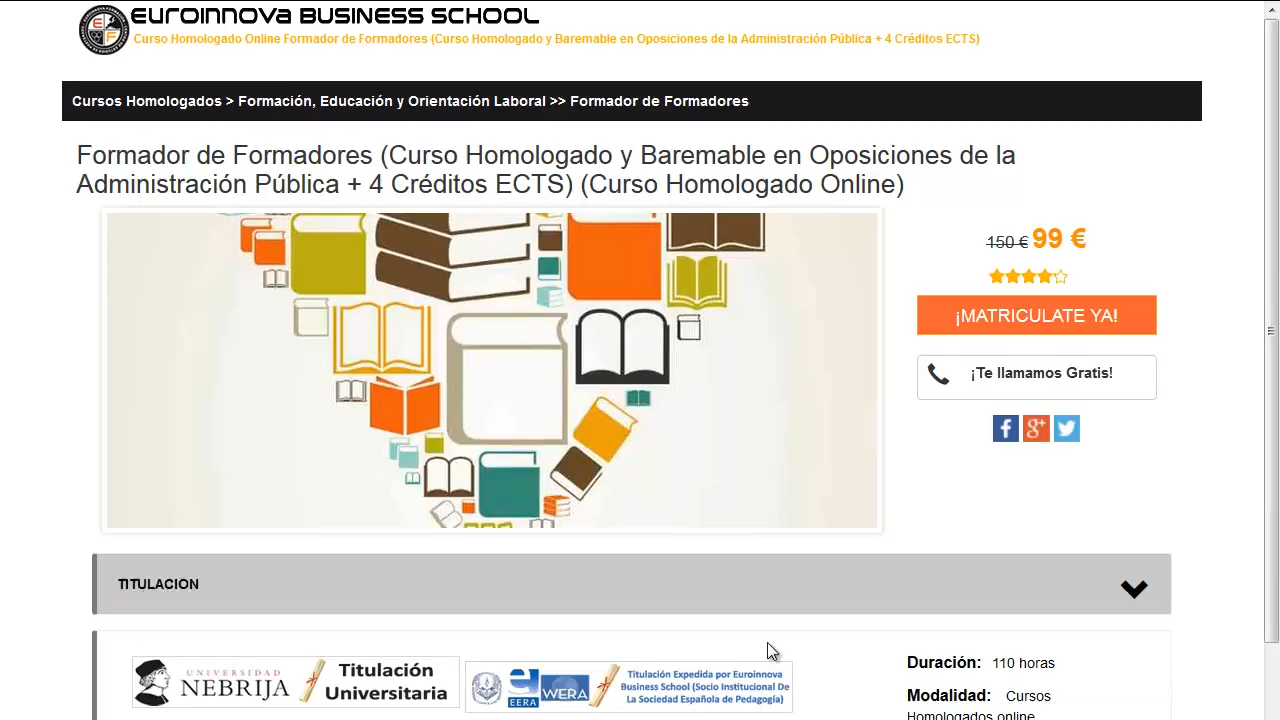 EUROINNOVA BUSINESS SCHOOL
Curso Homologado Online Formador de Formadores (Curso Homologado y Baremable en Oposiciones de la Administración Pública + 4 Créditos ECTS)
Cursos Homologados > Formación, Educación y Orientación Laboral >> Formador de Formadores
Formador de Formadores (Curso Homologado y Baremable en Oposiciones de la
Administración Pública + 4 Créditos ECTS) (Curso Homologado Online)
150 € 99 €
¡MATRICULATE YA!
¡Te llamamos Gratis!
f g+
TITULACION
UNIVERSIDAD
NEBRIJA
Titulación
Universitaria
EERA
WERA
Titulación Expedida por Euroinnova
Business School (Socio Institucional De
La Sociedad Española de Pedagogía)
Duración: 110 horas
Modalidad: Cursos
Homologados online